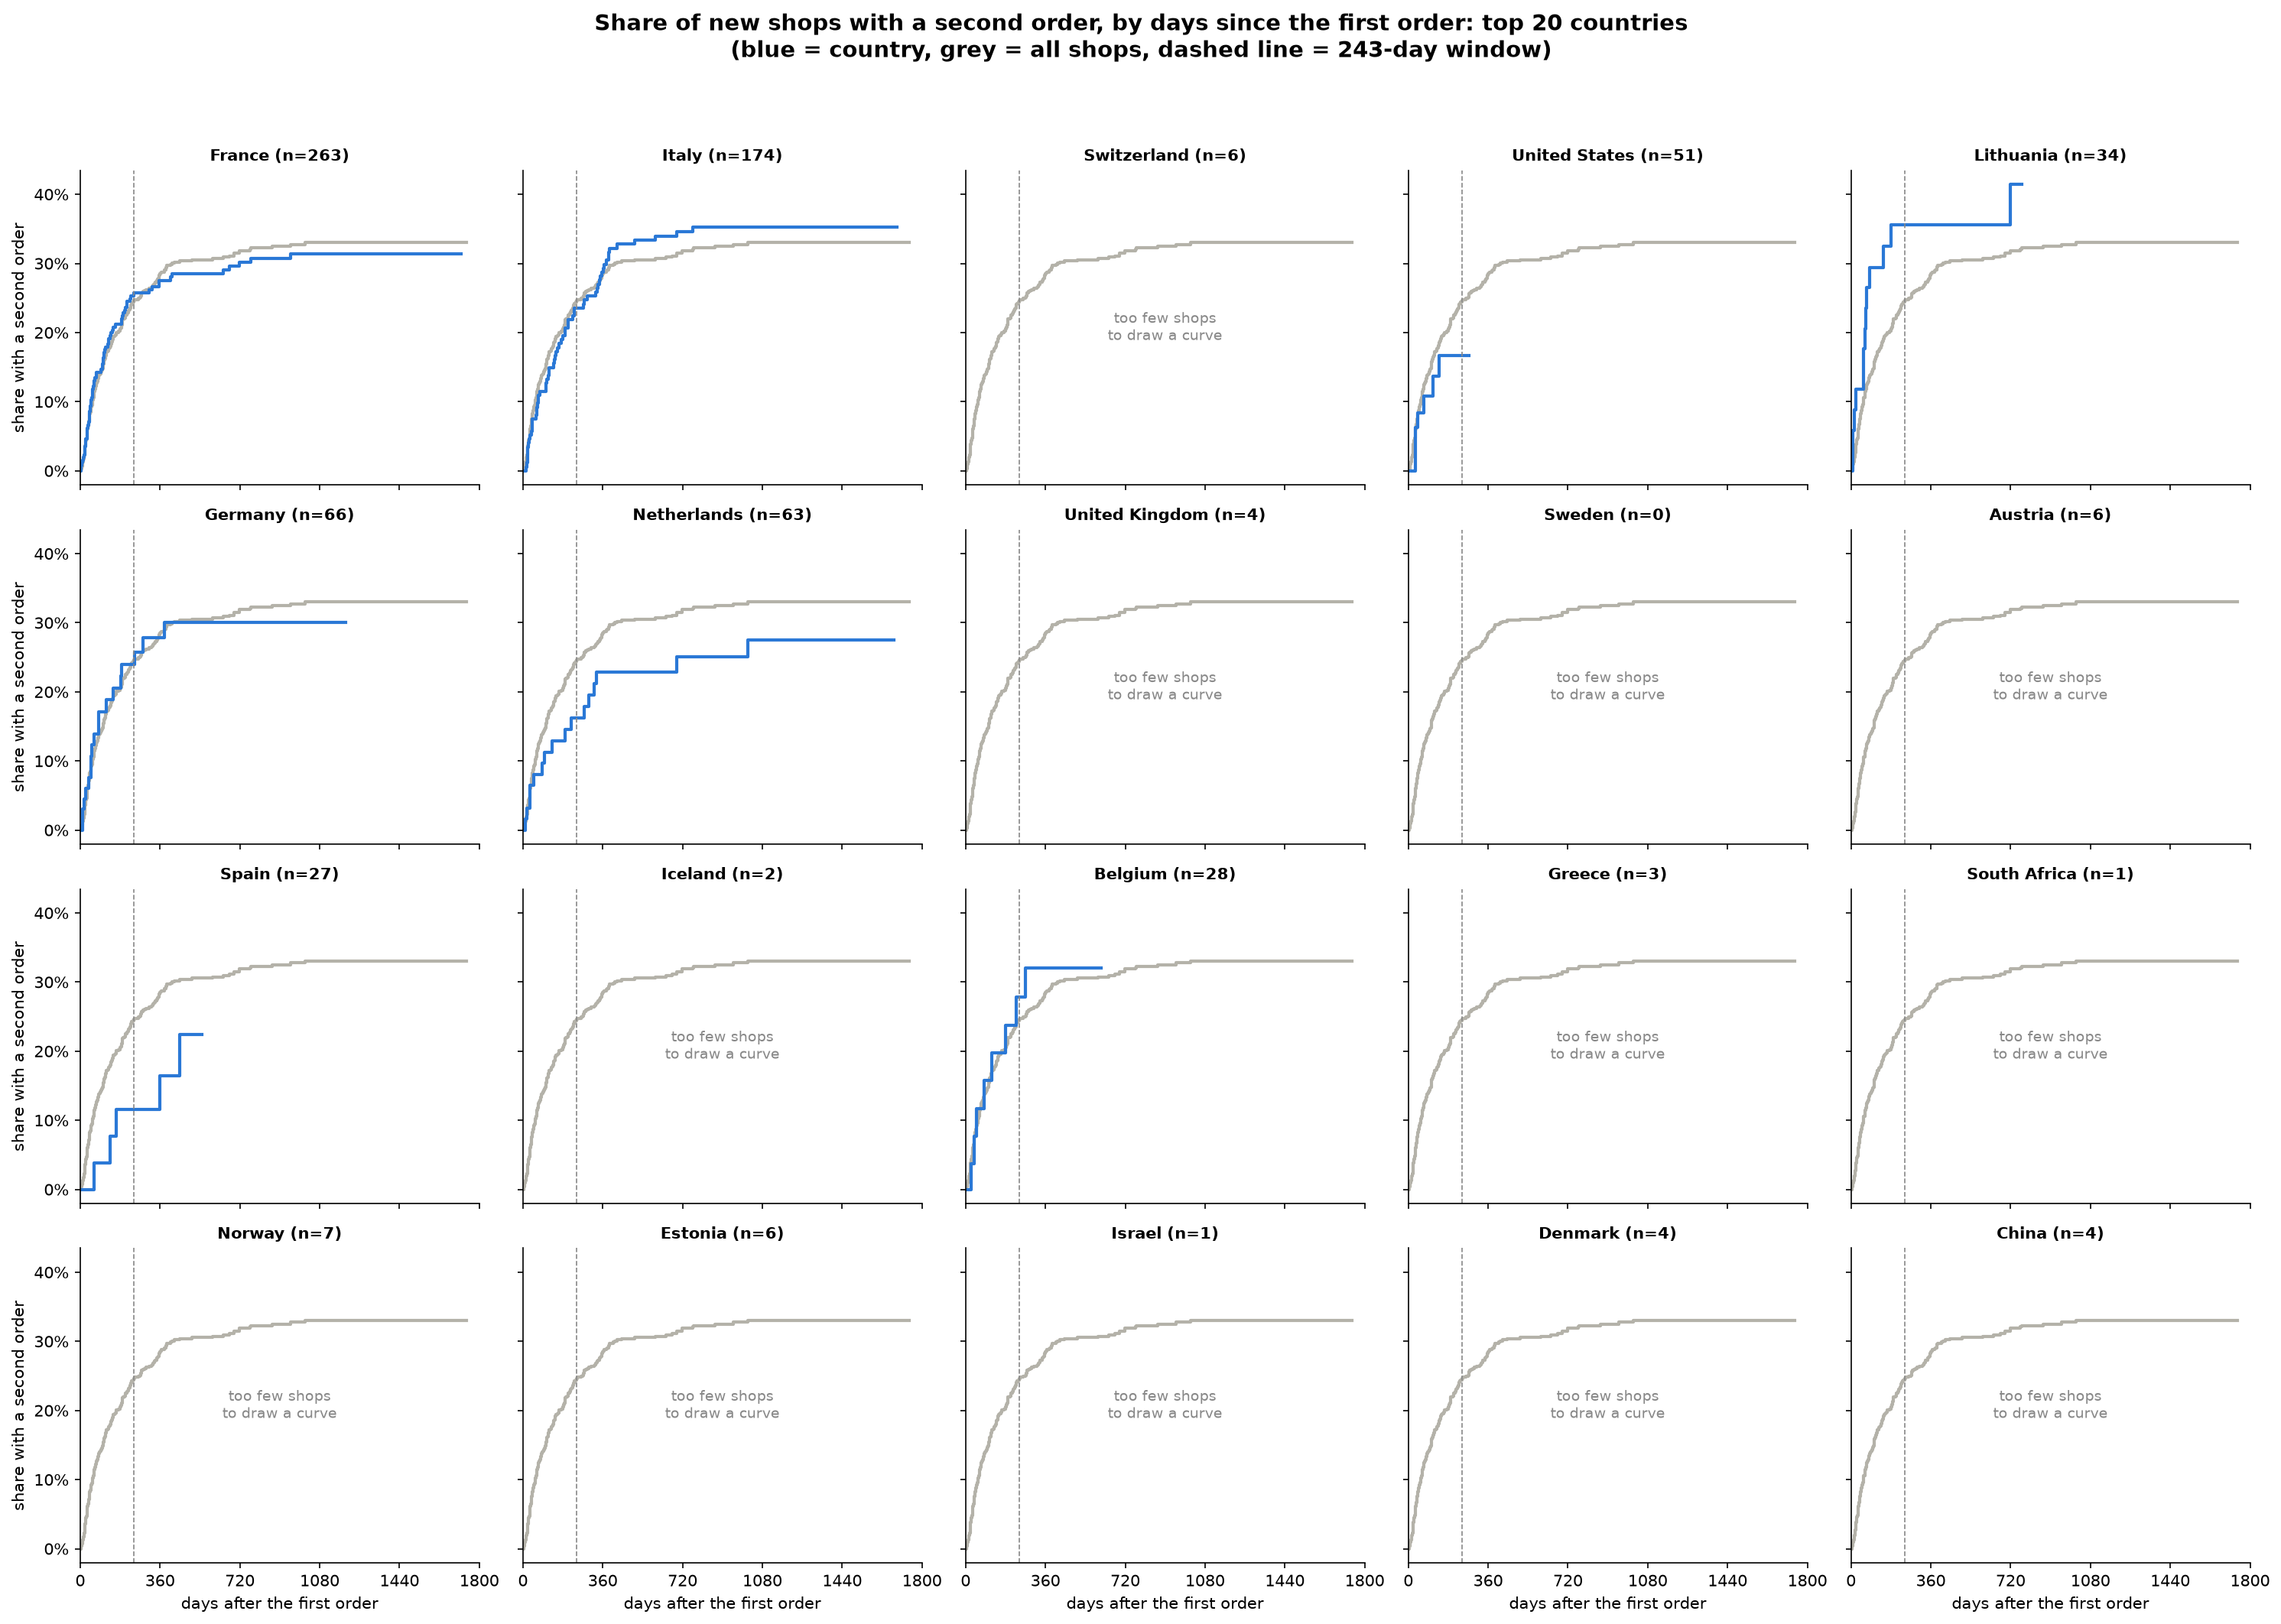 Share of new shops with a second order, by days since the first order: top 20 countries
(blue = country, grey = all shops, dashed line = 243-day window)
France (n=263)
Italy (n=174)
Switzerland (n=6)
United States (n=51)
Lithuania (n=34)
share with a second order
40%
30%
20%
10%
0%
too few shops
to draw a curve
Germany (n=66)
Netherlands (n=63)
United Kingdom (n=4)
Sweden (n=0)
Austria (n=6)
share with a second order
40%
30%
20%
10%
0%
too few shops
to draw a curve
too few shops
to draw a curve
too few shops
to draw a curve
Spain (n=27)
Iceland (n=2)
Belgium (n=28)
Greece (n=3)
South Africa (n=1)
share with a second order
40%
30%
20%
10%
0%
too few shops
to draw a curve
too few shops
to draw a curve
too few shops
to draw a curve
Norway (n=7)
Estonia (n=6)
Israel (n=1)
Denmark (n=4)
China (n=4)
share with a second order
40%
30%
20%
10%
0%
too few shops
to draw a curve
too few shops
to draw a curve
too few shops
to draw a curve
too few shops
to draw a curve
too few shops
to draw a curve
0 360 720 1080 1440 1800
0 360 720 1080 1440 1800
0 360 720 1080 1440 1800
0 360 720 1080 1440 1800
0 360 720 1080 1440 1800
days after the first order
days after the first order
days after the first order
days after the first order
days after the first order